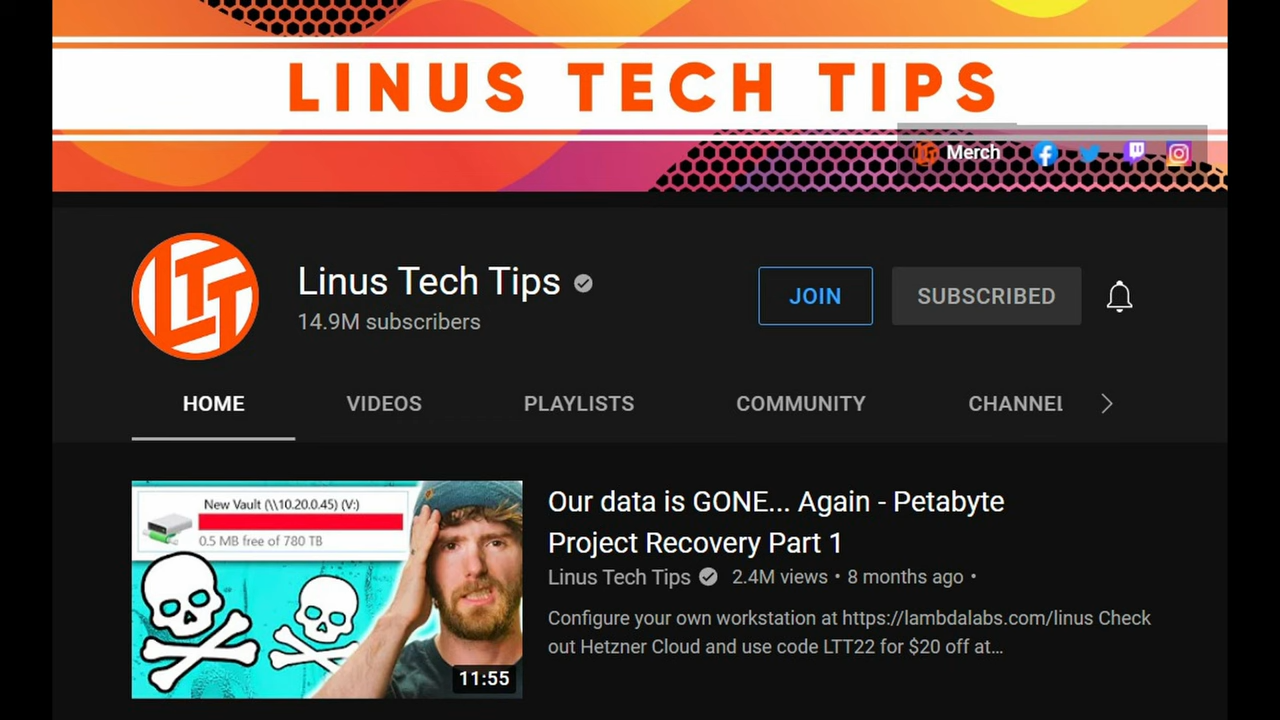 LINUS TECH TIPS
LTT Merch
LTT
Linus Tech Tips
14.9M subscribers
JOIN
SUBSCRIBED
HOME VIDEOS PLAYLISTS COMMUNITY CHANNEL
New Vault (\\10.20.0.45) (V:)
0.5 MB free of 780 TB
11:55
Our data is GONE... Again - Petabyte
Project Recovery Part 1
Linus Tech Tips 2.4M views • 8 months ago •
Configure your own workstation at https://lambdalabs.com/linus Check
out Hetzner Cloud and use code LTT22 for $20 off at...